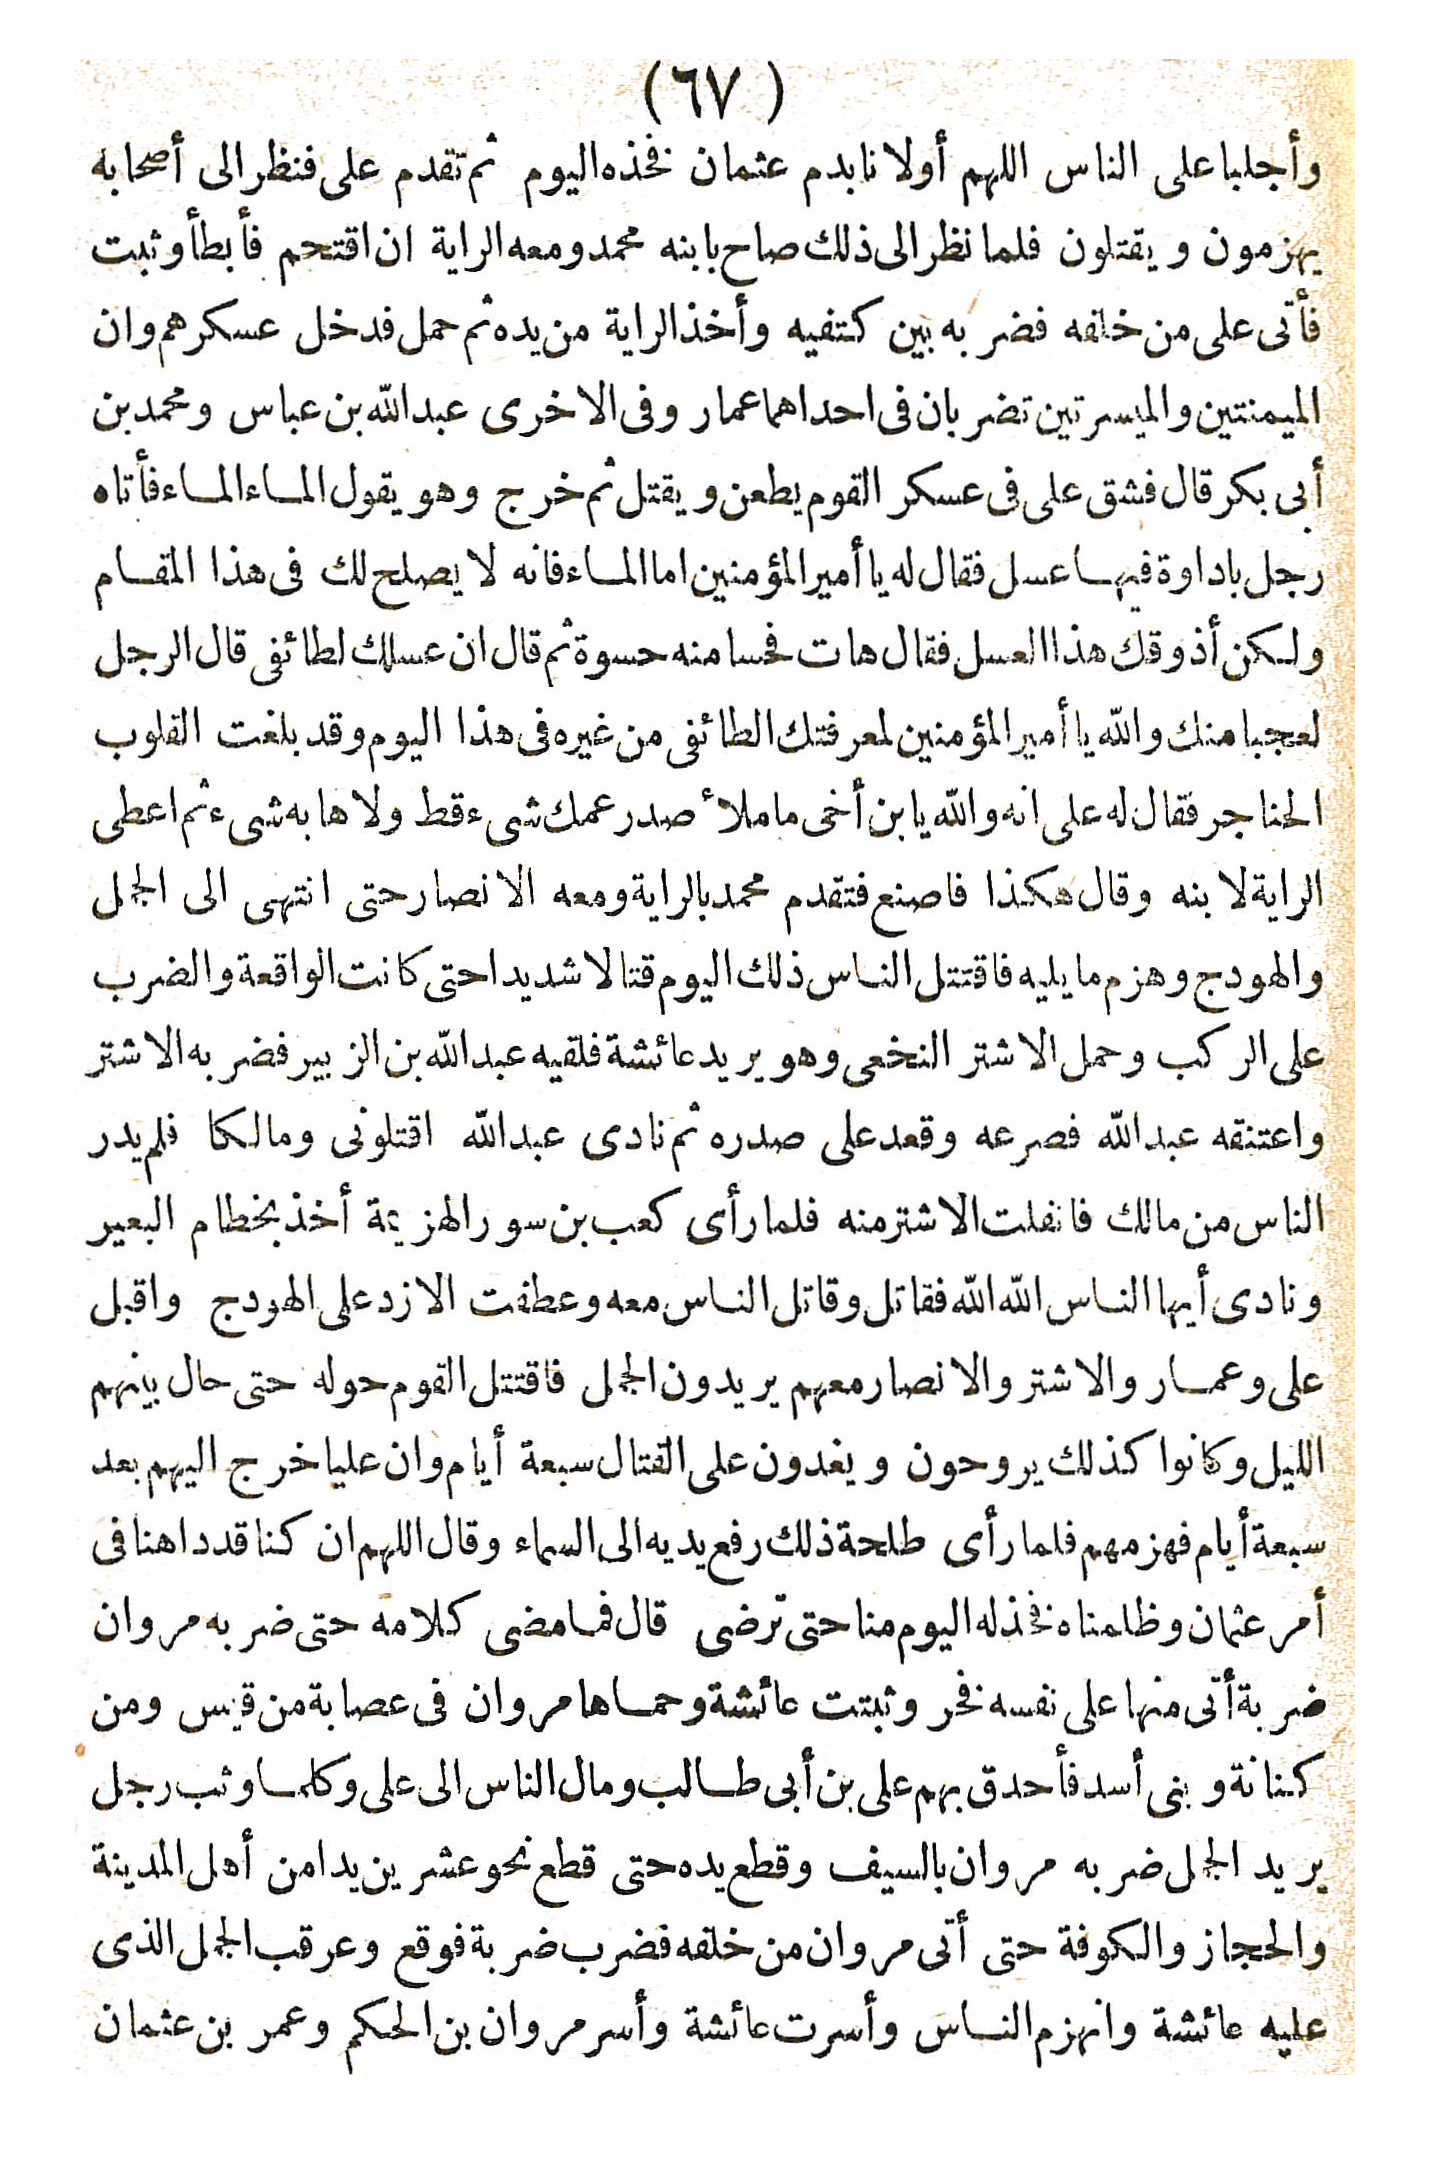 (٦٧)
وأجلبا على الناس اللهم أولانا بدم عثمان فخذه اليوم ثم تقدم على فنظر الى أصحابه
يهزمون ويقتلون فلما نظر الى ذلك صاح بابنه محمد ومعه الراية ان اقتحم فأبطأ وثبت
فأتى على من خلفه فضربه بين كتفيه وأخذ الراية من يده ثم حمل فدخل عسكرهم وان
الميمنتين والميسرتين تضربان فى احداهما عمار وفى الاخرى عبدالله بن عباس ومحمد بن
أبى بكر قال فشق على فى عسكر القوم يطعن ويقتل ثم خرج وهو يقول الماء الماء فأتاه
رجل باداوة فيها عسل فقال له يا أمير المؤمنين اما الماء فانه لا يصلح لك فى هذا المقام
ولكن أذوقك هذا العسل فقال هات فحسا منه حسوة ثم قال ان عسلك لطائفى قال الرجل
لعجبا منك والله يا أمير المؤمنين لمعرفتك الطائفى من غيره فى هذا اليوم وقد بلغت القلوب
الحناجر فقال له على انه والله يا بن أخى ما ملأ صدر عمك شىء قط ولا هابه شىء ثم اعطى
الراية لابنه وقال هكذا فاصنع فتقدم محمد بالراية ومعه الانصار حتى انتهى الى الجمل
والهودج وهزم ما يليه فاقتتل الناس ذلك اليوم قتالا شديدا حتى كانت الواقعة والضرب
على الركب وحمل الاشتر النخعى وهو يريد عائشة فلقيه عبدالله بن الزبير فضربه الاشتر
واعتنقه عبدالله فصرعه وقعد على صدره ثم نادى عبدالله اقتلونى ومالكا فلم يدر
الناس من مالك فانفلت الاشتر منه فلما رأى كعب بن سور الهزيمة أخذ بخطام البعير
ونادى أيها الناس الله الله فقاتل وقاتل الناس معه وعطفت الازد على الهودج واقبل
على وعمار والاشتر والانصار معهم يريدون الجمل فاقتتل القوم حوله حتى حال بينهم
الليل وكانوا كذلك يروحون ويغدون على القتال سبعة أيام وان عليا خرج اليهم بعد
سبعة أيام فهزمهم فلما رأى طلحة ذلك رفع يديه الى السماء وقال اللهم ان كنا قد داهنا فى
أمر عثمان وظلمناه فخذ له اليوم منا حتى ترضى قال فما مضى كلامه حتى ضربه مروان
ضربة أتى منها على نفسه فخر وثبتت عائشة وحماها مروان فى عصابة من قيس ومن
كنانة وبنى أسد فأحدق بهم على بن أبى طالب ومال الناس الى على وكلما وثب رجل
يريد الجمل ضربه مروان بالسيف وقطع يده حتى قطع نحو عشرين يدا من أهل المدينة
والحجاز والكوفة حتى أتى مروان من خلفه فضرب ضربة فوقع وعرقب الجمل الذى
عليه عائشة وانهزم الناس وأسرت عائشة وأسر مروان بن الحكم وعمر بن عثمان